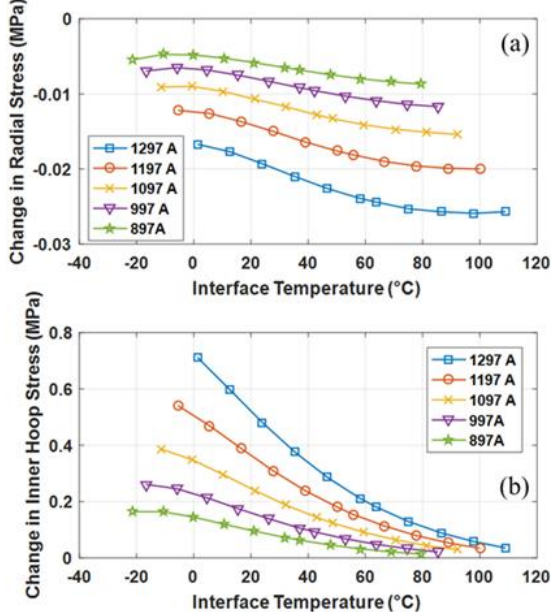 Change in Radial Stress (MPa)
0
-0.01
-0.02
-0.03
(a)
1297 A
1197 A
1097 A
997 A
897A
-40 -20 0 20 40 60 80 100 120
Interface Temperature (°C)
Change in Inner Hoop Stress (MPa)
0.8
0.6
0.4
0.2
0
1297 A
1197 A
1097 A
997A
897A
(b)
-40 -20 0 20 40 60 80 100 120
Interface Temperature (°C)